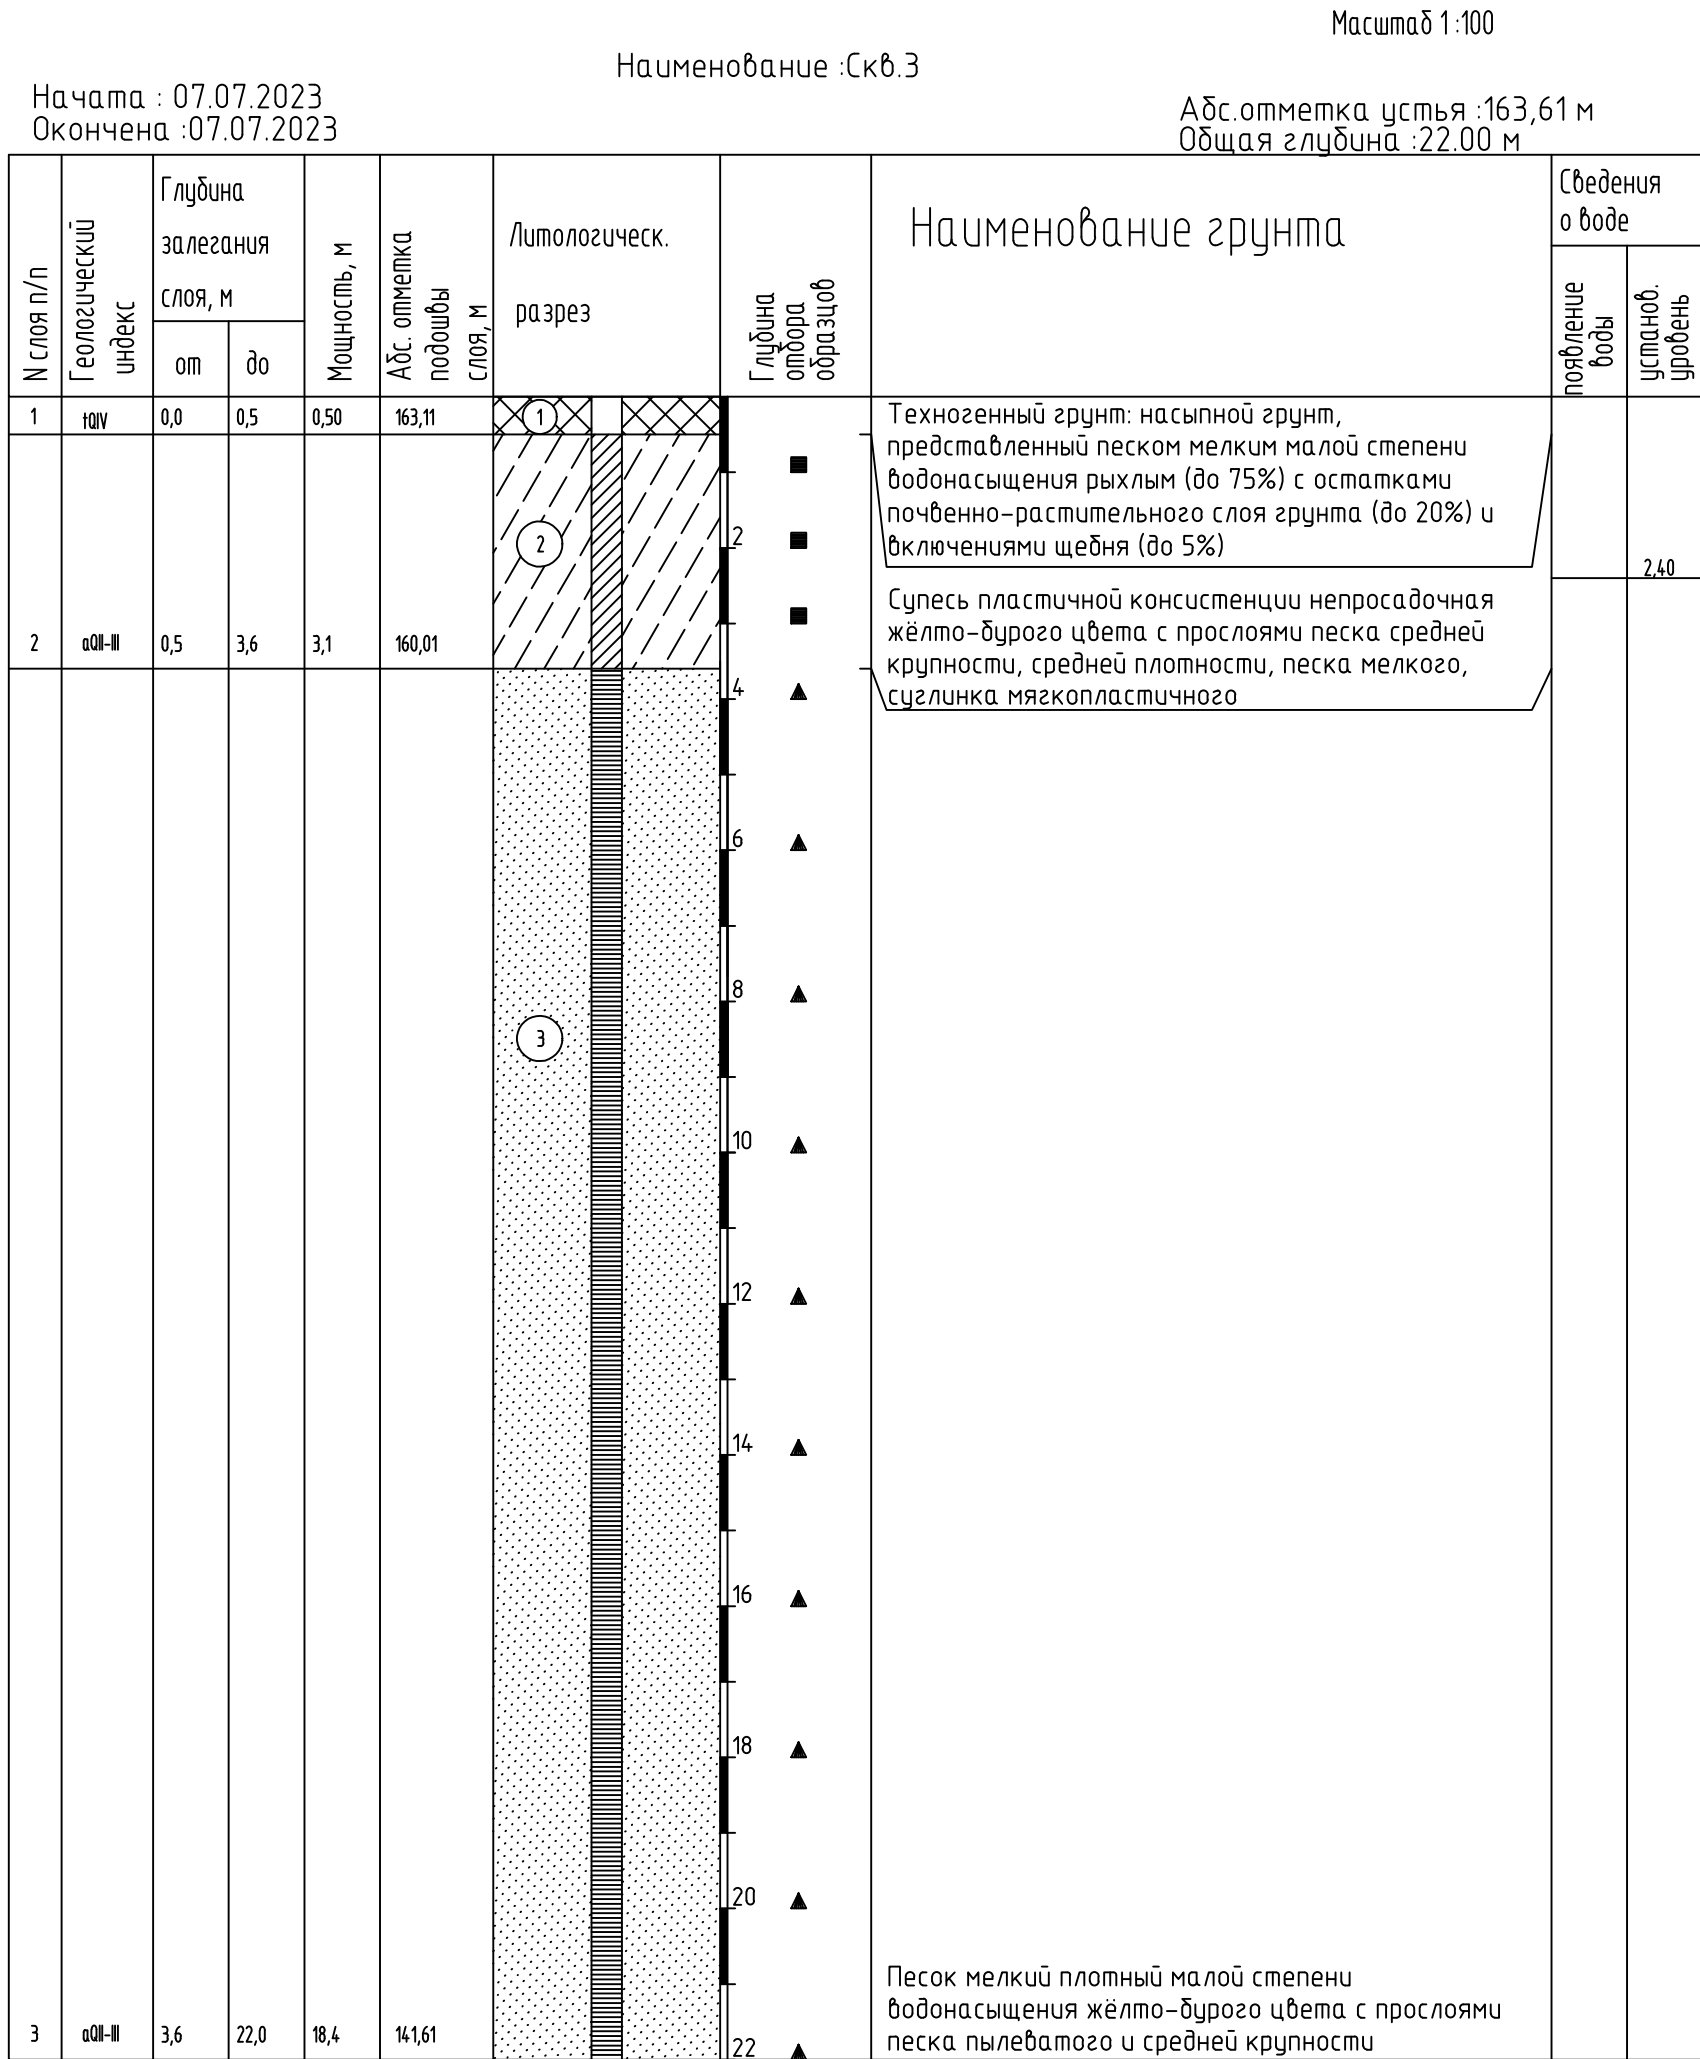 Масштаб 1:100
Наименование :Скв.3
Начата : 07.07.2023
Окончена :07.07.2023
Абс.отметка устья :163,61 м
Общая глубина :22.00 м
N слоя п/п
Геологический
индекс
Глубина
залегания
слоя, м
от
до
Мощность, м
Абс. отметка
подошвы
слоя, м
Литологическ.
разрез
Глубина
отбора
образцов
Наименование грунта
Сведения
о воде
появление
воды
установ.
уровень
1 tQIV 0,0 0,5 0,50 163,11 1
Техногенный грунт: насыпной грунт,
представленный песком мелким малой степени
водонасыщения рыхлым (до 75%) с остатками
почвенно-растительного слоя грунта (до 20%) и
включениями щебня (до 5%)
2
2
2,40
Супесь пластичной консистенции непросадочная
жёлто-бурого цвета с прослоями песка средней
крупности, средней плотности, песка мелкого,
суглинка мягкопластичного
2 aQII-III 0,5 3,6 3,1 160,01
4
6
8
3
10
12
14
16
18
20
Песок мелкий плотный малой степени
водонасыщения жёлто-бурого цвета с прослоями
песка пылеватого и средней крупности
3 aQII-III 3,6 22,0 18,4 141,61
22